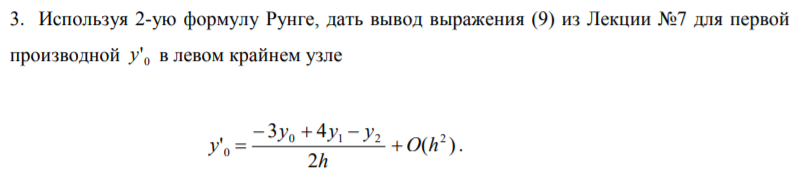 3. Используя 2-ую формулу Рунге, дать вывод выражения (9) из Лекции №7 для первой
производной y'₀ в левом крайнем узле
y'₀ = (−3y₀ + 4y₁ − y₂) / 2h + O(h²).